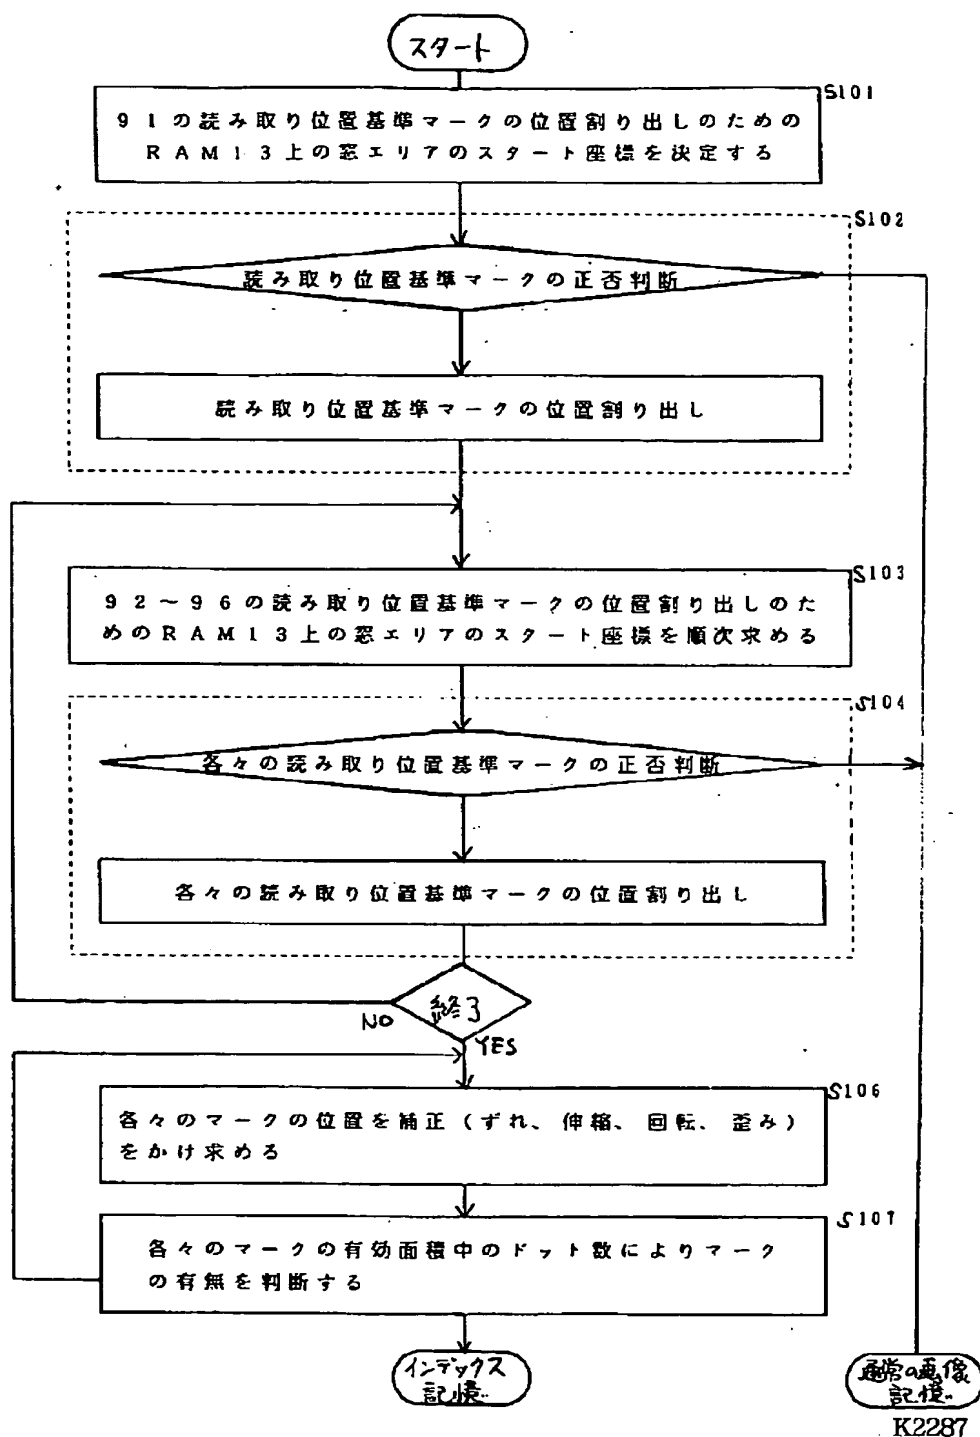 スタート
S101
91の読み取り位置基準マークの位置割り出しのための
RAM13上の窓エリアのスタート座標を決定する
S102
読み取り位置基準マークの正否判断
読み取り位置基準マークの位置割り出し
S103
92~96の読み取り位置基準マークの位置割り出しのた
めのRAM13上の窓エリアのスタート座標を順次求める
S104
各々の読み取り位置基準マークの正否判断
各々の読み取り位置基準マークの位置割り出し
終了
NO
YES
S106
各々のマークの位置を補正(ずれ、伸縮、回転、歪み)
をかけ求める
S107
各々のマークの有効面積中のドット数によりマーク
の有無を判断する
インデックス
記憶
通常の画像
記憶
K2287